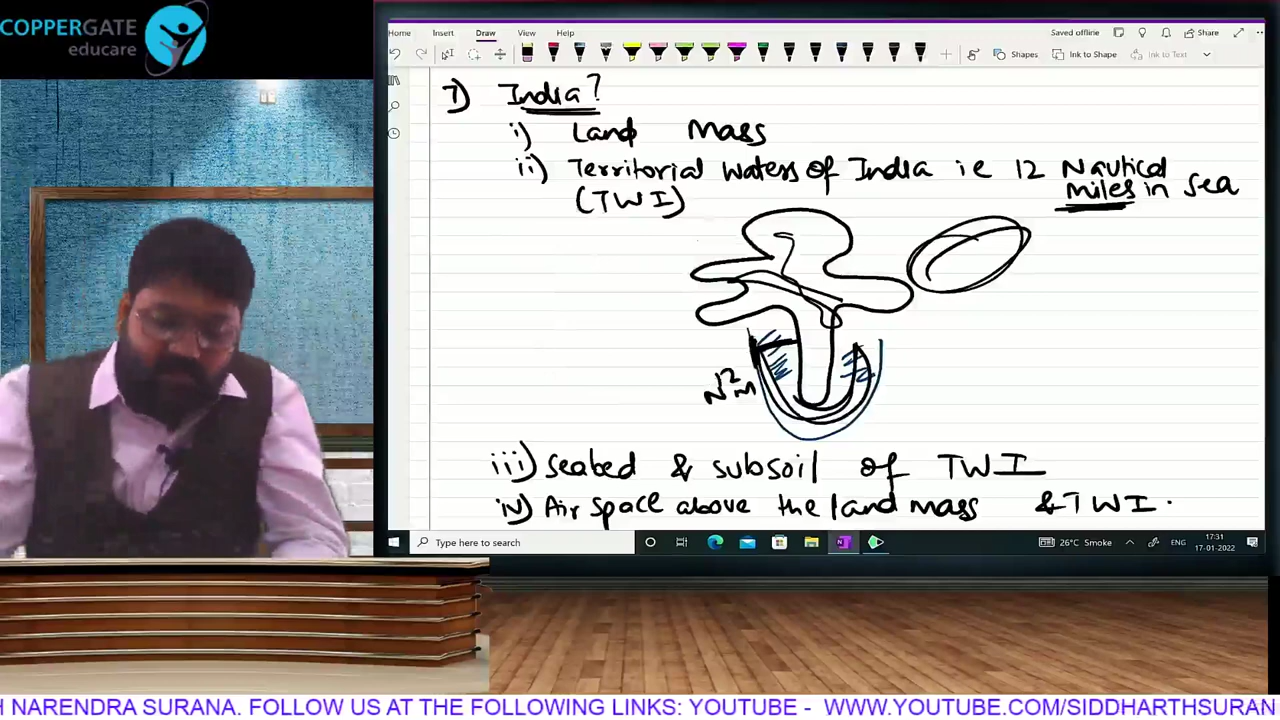 COPPERGATE
educare
Home Insert Draw View Help
Saved offline
Share
Shapes
Ink to Shape
Ink to Text
I) India?
i) Land Mass
ii) Territorial waters of India ie 12 Nautical
miles in sea
(TWI)
iii) Seabed & subsoil of TWI
iv) Air space above the land mass & TWI.
Type here to search
26°C Smoke
ENG
17:31
17-01-2022
H NARENDRA SURANA. FOLLOW US AT THE FOLLOWING LINKS: YOUTUBE - WWW.YOUTUBE.COM/SIDDHARTHSURAN